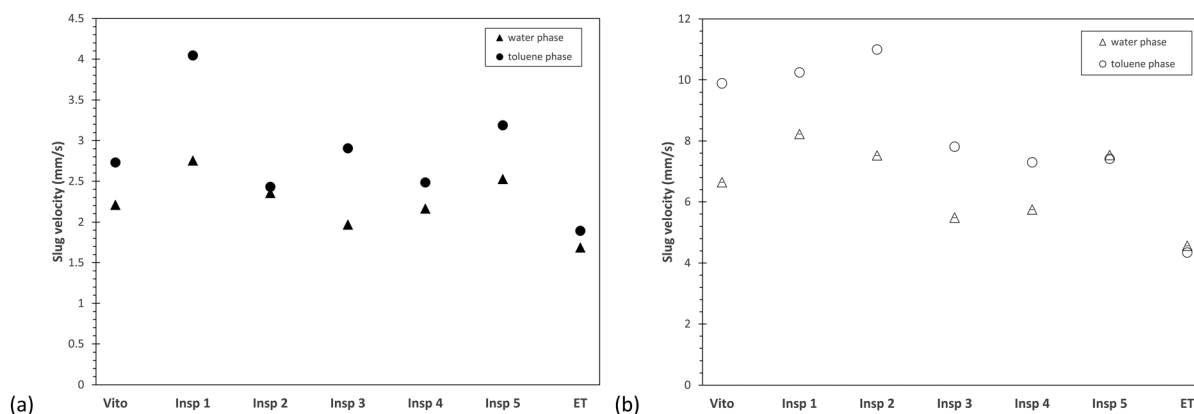 4.5
4
3.5
3
2.5
2
1.5
1
0.5
0
Slug velocity (mm/s)
water phase
toluene phase
Vito Insp 1 Insp 2 Insp 3 Insp 4 Insp 5 ET
(a)
12
10
8
6
4
2
0
Slug velocity (mm/s)
water phase
toluene phase
Vito Insp 1 Insp 2 Insp 3 Insp 4 Insp 5 ET
(b)